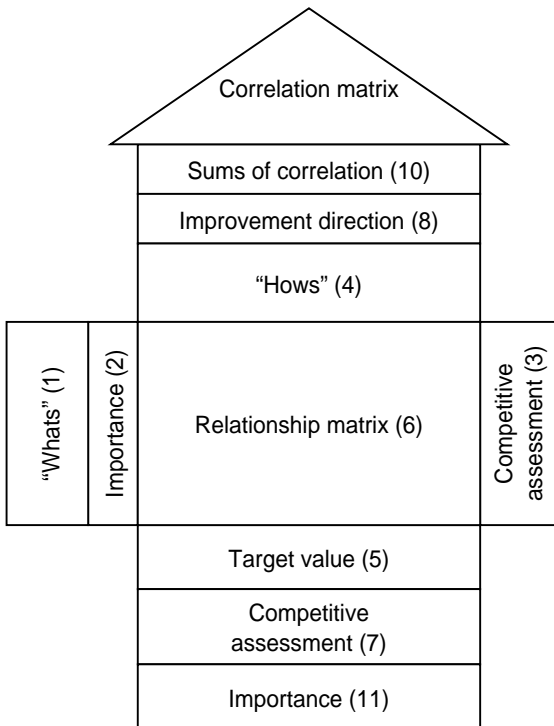 Correlation matrix
Sums of correlation (10)
Improvement direction (8)
“Hows” (4)
“Whats” (1)
Importance (2)
Relationship matrix (6)
Competitive
assessment (3)
Target value (5)
Competitive
assessment (7)
Importance (11)